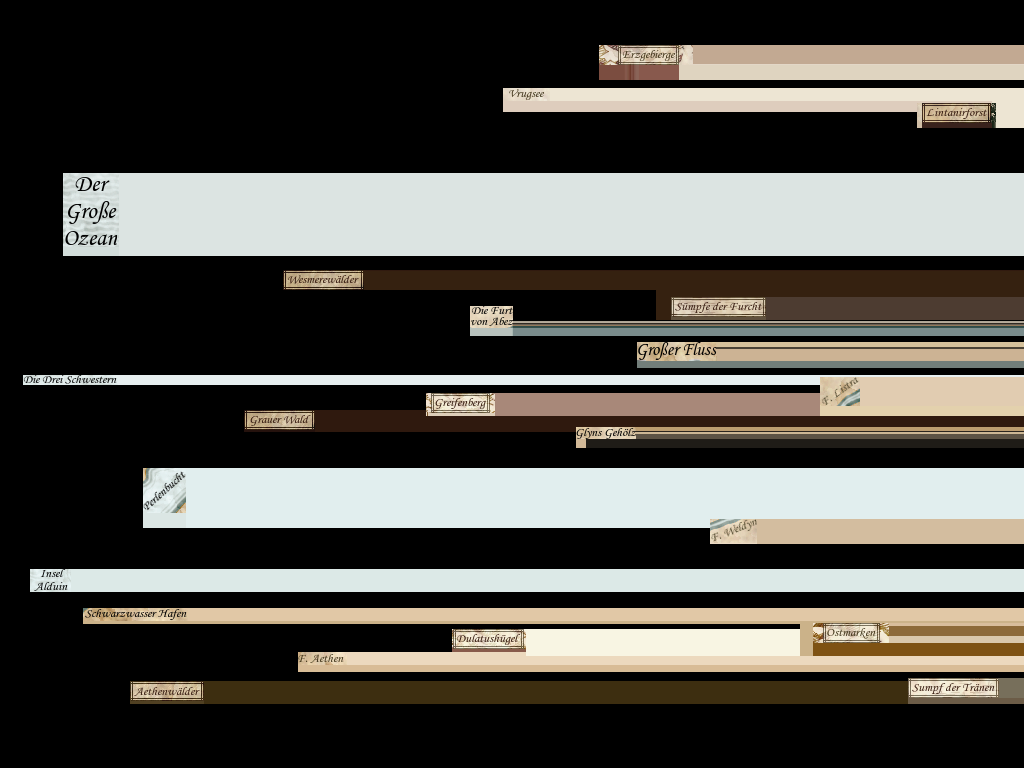 Erzgebierge
Vrugsee
Lintanirforst
Der
Große
Ozean
Wesmerewälder
Sümpfe der Furcht
Die Furt
von Abez
Großer Fluss
Die Drei Schwestern
F. Listra
Greifenberg
Grauer Wald
Glyns Gehölz
Perlenbucht
F. Weldyn
Insel
Alduin
Schwarzwasser Hafen
Ostmarken
Dulatushügel
F. Aethen
Aethenwälder
Sumpf der Tränen